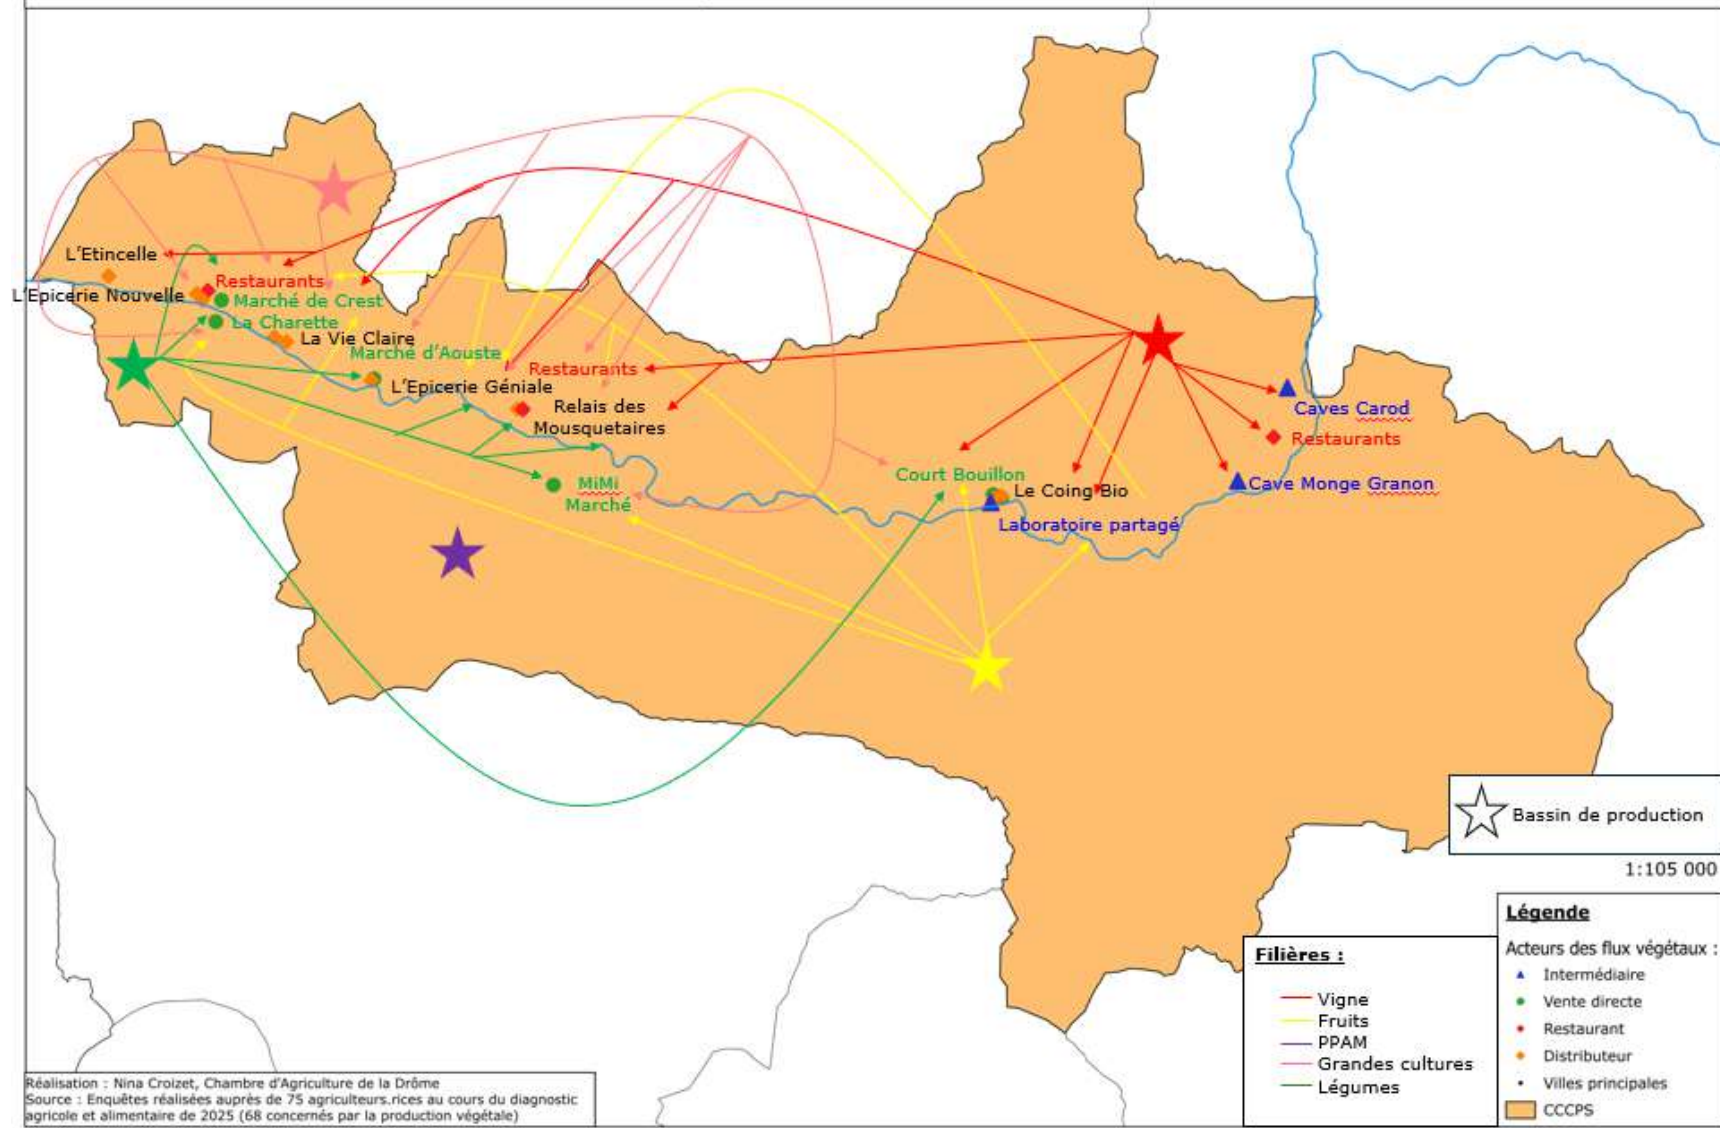 L'Etincelle
Restaurants
L'Epicerie Nouvelle
Marché de Crest
La Charette
La Vie Claire
Marché d'Aouste
Restaurants
L'Epicerie Géniale
Relais des
Mousquetaires
MiMi
Marché
Court Bouillon
Le Coing Bio
Laboratoire partagé
Caves Carod
Restaurants
Cave Monge Granon
Bassin de production
1:105 000
Filières :
Vigne
Fruits
PPAM
Grandes cultures
Légumes
Légende
Acteurs des flux végétaux :
Intermédiaire
Vente directe
Restaurant
Distributeur
Villes principales
CCCPS
Réalisation : Nina Croizet, Chambre d'Agriculture de la Drôme
Source : Enquêtes réalisées auprès de 75 agriculteurs.rices au cours du diagnostic
agricole et alimentaire de 2025 (68 concernés par la production végétale)